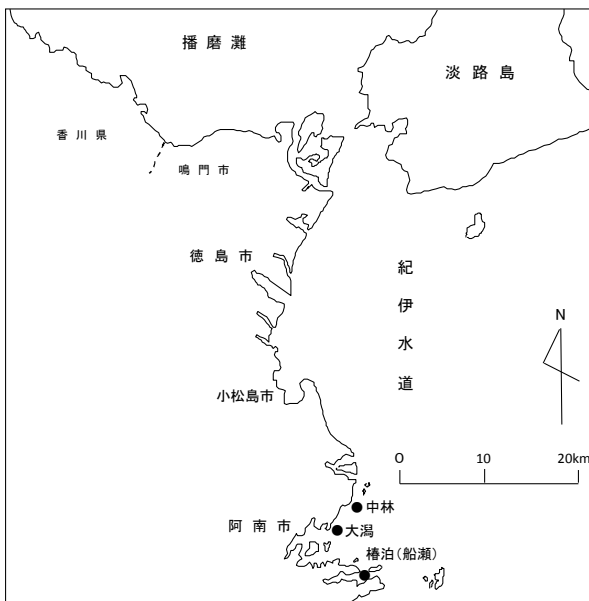 播磨灘
淡路島
香川県
鳴門市
徳島市
紀伊水道
N
小松島市
O 10 20km
中林
阿南市
大潟
椿泊(船瀬)